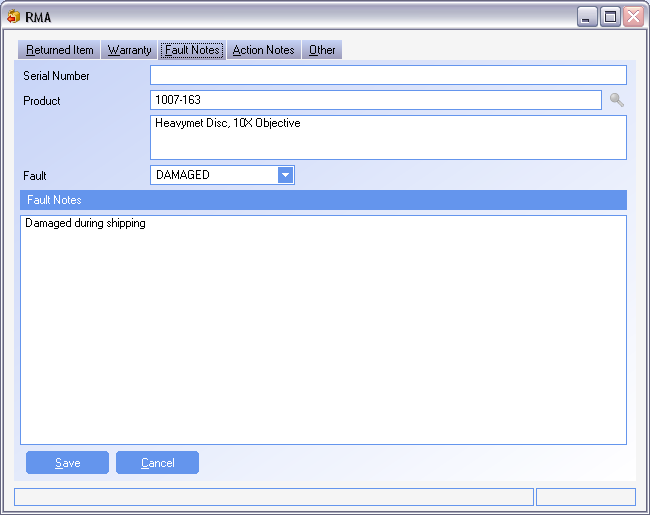 RMA
Returned Item Warranty Fault Notes Action Notes Other
Serial Number
Product 1007-163
Heavymet Disc, 10X Objective
Fault DAMAGED
Fault Notes
Damaged during shipping
Save Cancel